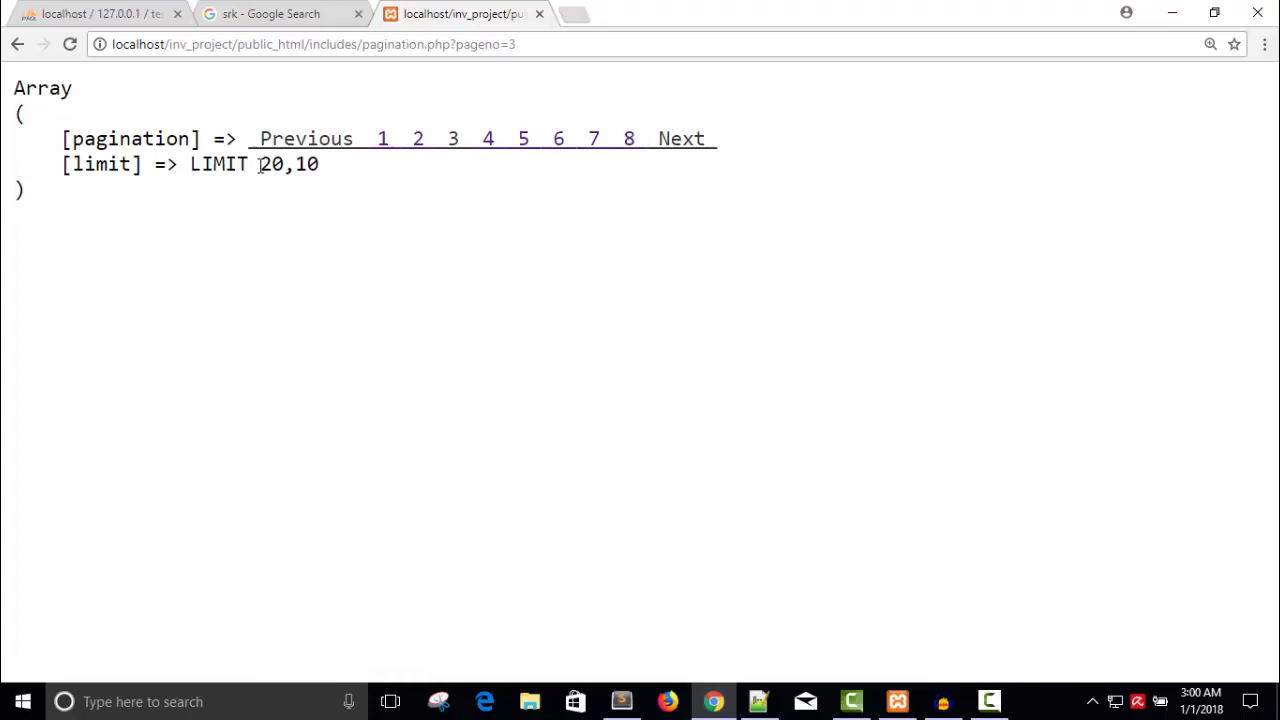 localhost / 127.0.0.1 / te
srk - Google Search
localhost/inv_project/pu
localhost/inv_project/public_html/includes/pagination.php?pageno=3
Array
(
[pagination] => Previous 1 2 3 4 5 6 7 8 Next
[limit] => LIMIT 20,10
)
Type here to search
3:00 AM
1/1/2018